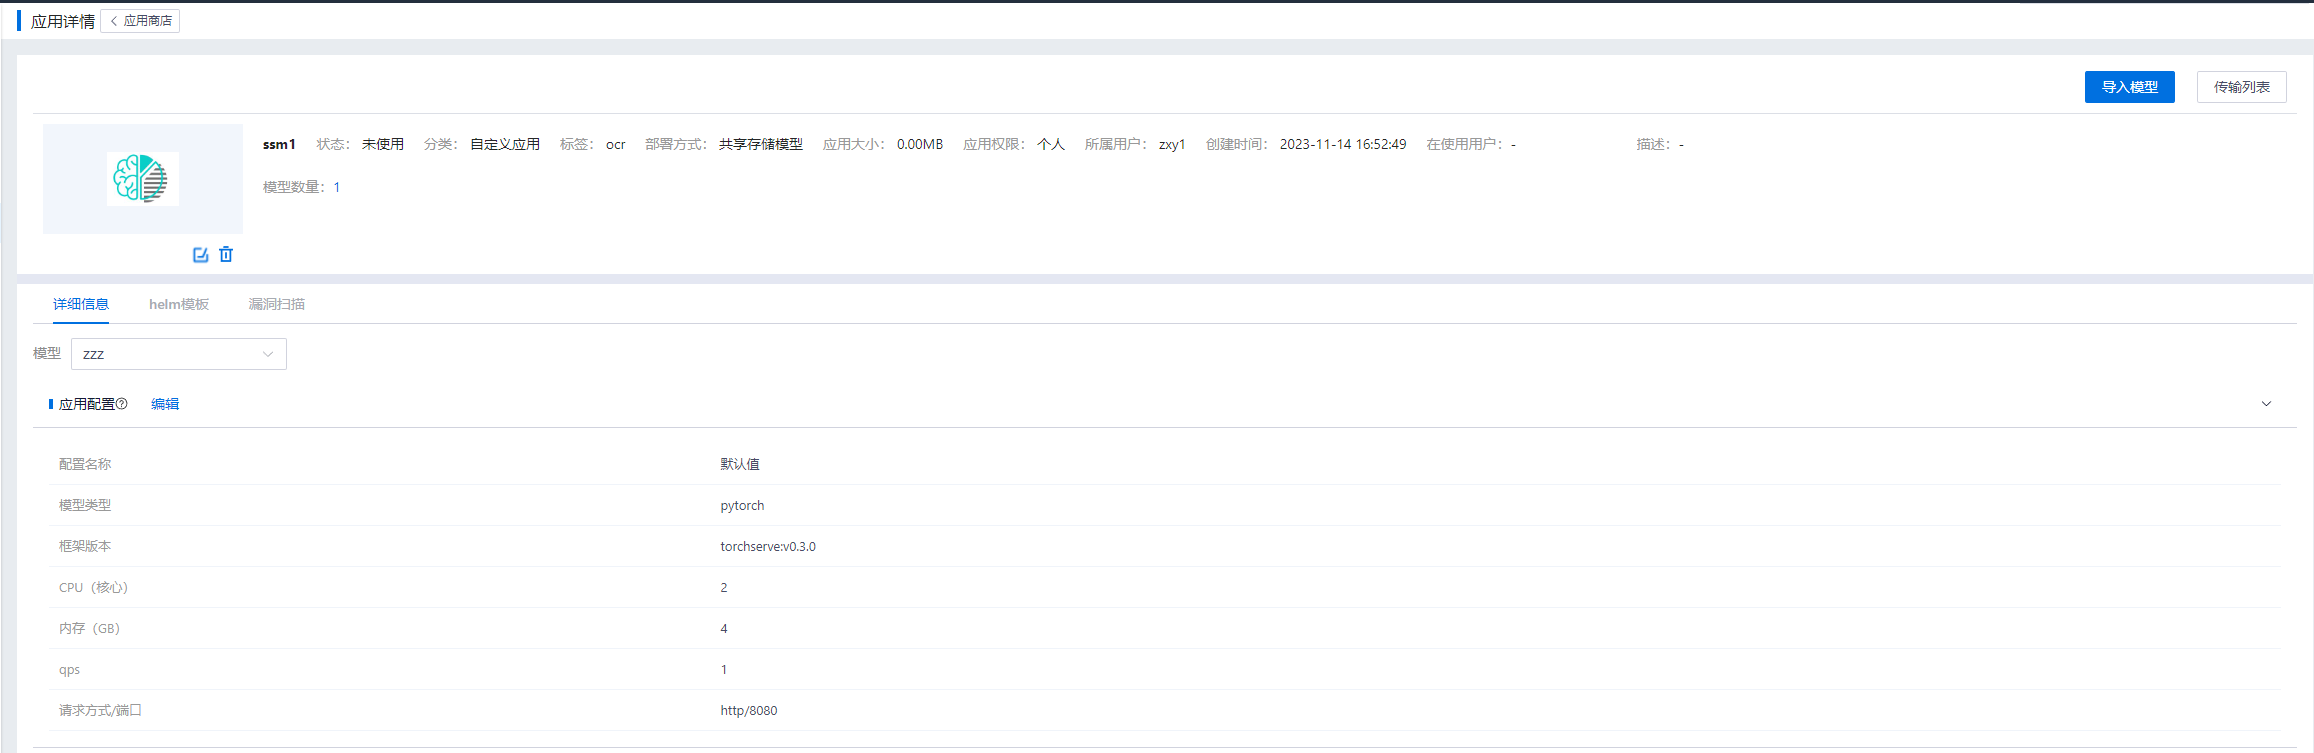 应用详情 < 应用商店
导入模型 传输列表
ssm1 状态： 未使用 分类： 自定义应用 标签： ocr 部署方式： 共享存储模型 应用大小： 0.00MB 应用权限： 个人 所属用户： zxy1 创建时间： 2023-11-14 16:52:49 在使用用户： - 描述： -
模型数量： 1
详细信息 helm模板 漏洞扫描
模型 zzz
应用配置 编辑
配置名称 默认值
模型类型 pytorch
框架版本 torchserve:v0.3.0
CPU（核心） 2
内存（GB） 4
qps 1
请求方式/端口 http/8080